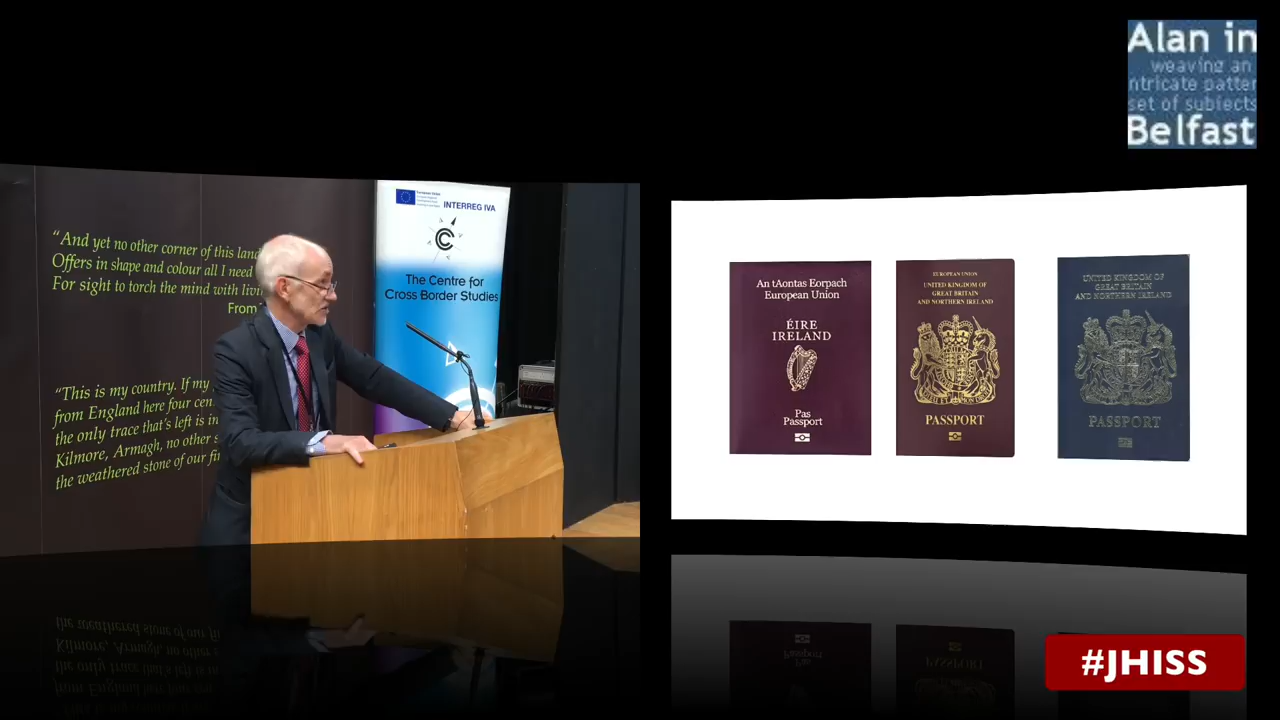 Alan in
weaving an
ntricate patter
set of subjects
Belfast
“And yet no other corner of this land
Offers in shape and colour all I need
For sight to torch the mind with livin
From
“This is my country. If my
from England here four cen
the only trace that’s left is in
Kilmore, Armagh, no other s
the weathered stone of our fi
INTERREG IVA
The Centre for
Cross Border Studies
An tAontas Eorpach
European Union
ÉIRE
IRELAND
Pas
Passport
EUROPEAN UNION
UNITED KINGDOM OF
GREAT BRITAIN
AND NORTHERN IRELAND
PASSPORT
UNITED KINGDOM OF
GREAT BRITAIN
AND NORTHERN IRELAND
PASSPORT
#JHISS